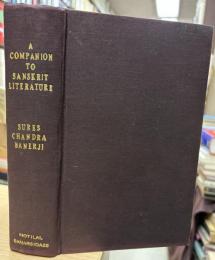 A
COMPANION
TO
SANSKRIT
LITERATURE
SURES
CHANDRA
BANERJI
MOTILAL
BANARSIDASS